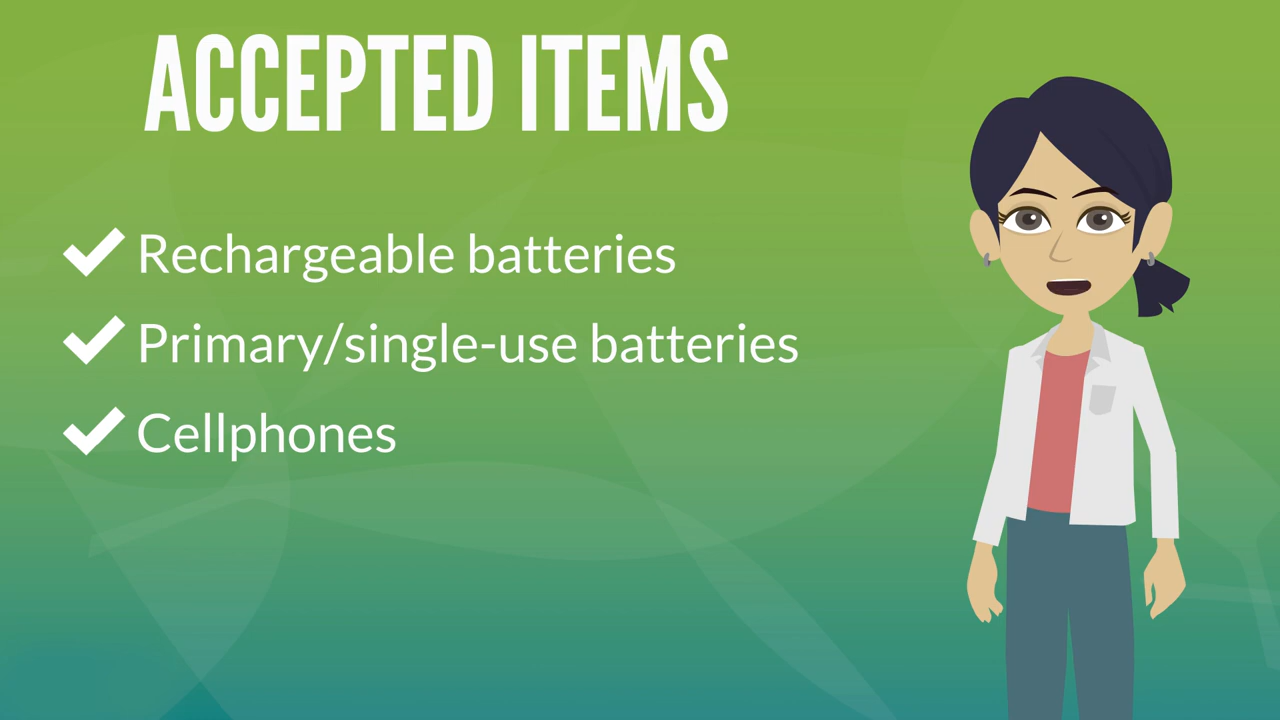 ACCEPTED ITEMS
Rechargeable batteries
Primary/single-use batteries
Cellphones